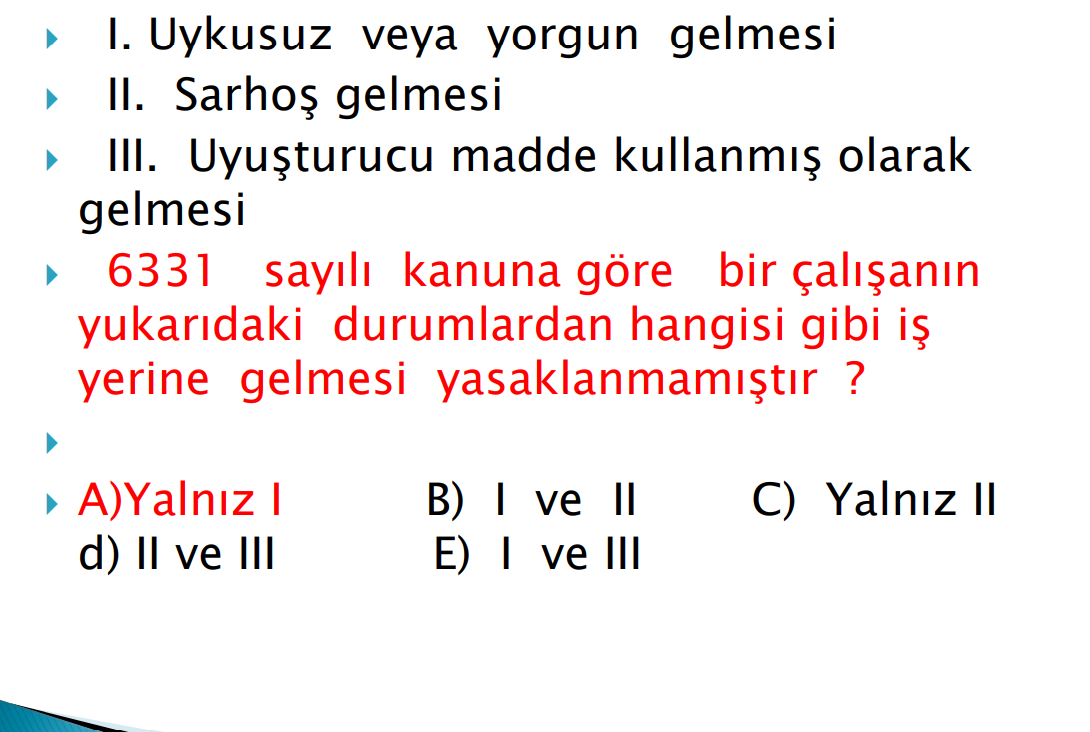 I. Uykusuz veya yorgun gelmesi
II. Sarhoş gelmesi
III. Uyuşturucu madde kullanmış olarak
gelmesi
6331 sayılı kanuna göre bir çalışanın
yukarıdaki durumlardan hangisi gibi iş
yerine gelmesi yasaklanmamıştır ?
A)Yalnız I B) I ve II C) Yalnız II
d) II ve III E) I ve III